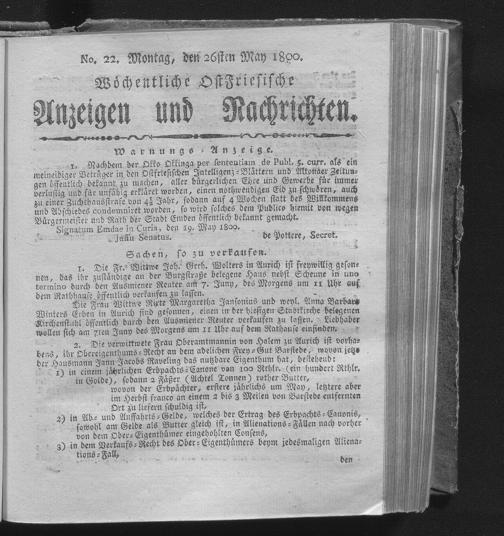 No. 22. Montag, den 26sten May 1800.
Wöchentliche OstFriesische
Anzeigen und Nachrichten.
Warnungs-Anzeige.
1. Nachdem der Okko Okkinga per sententiam de Publ. 5. curr. als ein
meineidiger Betrüger in den Ostfriesischen Intelligenz-Blättern und Altonaer Zeitun-
gen öffentlich bekannt zu machen, aller bürgerlichen Ehre und Gewerbe für immer
verlustig und für unfähig erkläret worden, einen nothwendigen Eid zu schwören, auch
zu einer Zuchthausstrafe von 4½ Jahr, sodann auf 4 Wochen statt des Willkommens
und Abschiedes condemniret worden, so wird solches dem Publico hiemit von wegen
Bürgermeister und Rath der Stadt Emden öffentlich bekannt gemacht.
Signatum Emdae in Curia, den 19. May 1800.
Jussu Senatus. de Pottere, Secret.
Sachen, so zu verkaufen.
1. Die Fr. Wittwe Joh. Gerh. Wolters in Aurich ist freywillig geson-
nen, das ihr zuständige an der Burgstraße belegene Haus nebst Scheune in uno
termino durch den Ausmiener Reuter am 7. Juny, des Morgens um 11 Uhr auf
dem Rathhause öffentlich verkaufen zu lassen.
Die Frau Wittwe Rykt Margaretha Jansonius und weyl. Anna Barbara
Winters Erben in Aurich sind gesonnen, einen in der hiesigen Stadtkirche belegenen
Kirchenstuhl öffentlich durch den Ausmiener Reuter verkaufen zu lassen. Liebhaber
wollen sich am 7ten Juny des Morgens um 11 Uhr auf dem Rathhause einfinden.
2. Die verwittwete Frau Oberamtmannin von Halem zu Aurich ist vorha-
bens, ihr Obereigenthums-Recht an dem adelichen Frey-Gut Barstede, wovon jetzo
der Hausmann Jann Jacobs Raveling das nutzbare Eigenthum hat, bestehend:
1) in einem jährlichen Erbpachts-Canone van 100 Rthlr. (ein hundert Rthlr.
in Golde), sodann 2 Fässer (Achtel Tonnen) rother Butter,
wovon der Erbpächter, erstere jährlich um May, letztere aber
im Herbst franco an einem 2 bis 3 Meilen von Barstede entfernten
Ort zu liefern schuldig ist,
2) in Ab- und Auffahrts-Gelde, welches der Ertrag des Erbpachts-Canonis,
sowohl am Gelde als Butter gleich ist, in Alienations-Fällen nach vorher
von dem Ober-Eigenthümer eingehohlten Consens,
3) in dem Verkaufs-Recht des Ober-Eigenthümers beym jedesmaligen Aliena-
tions-Fall,
den